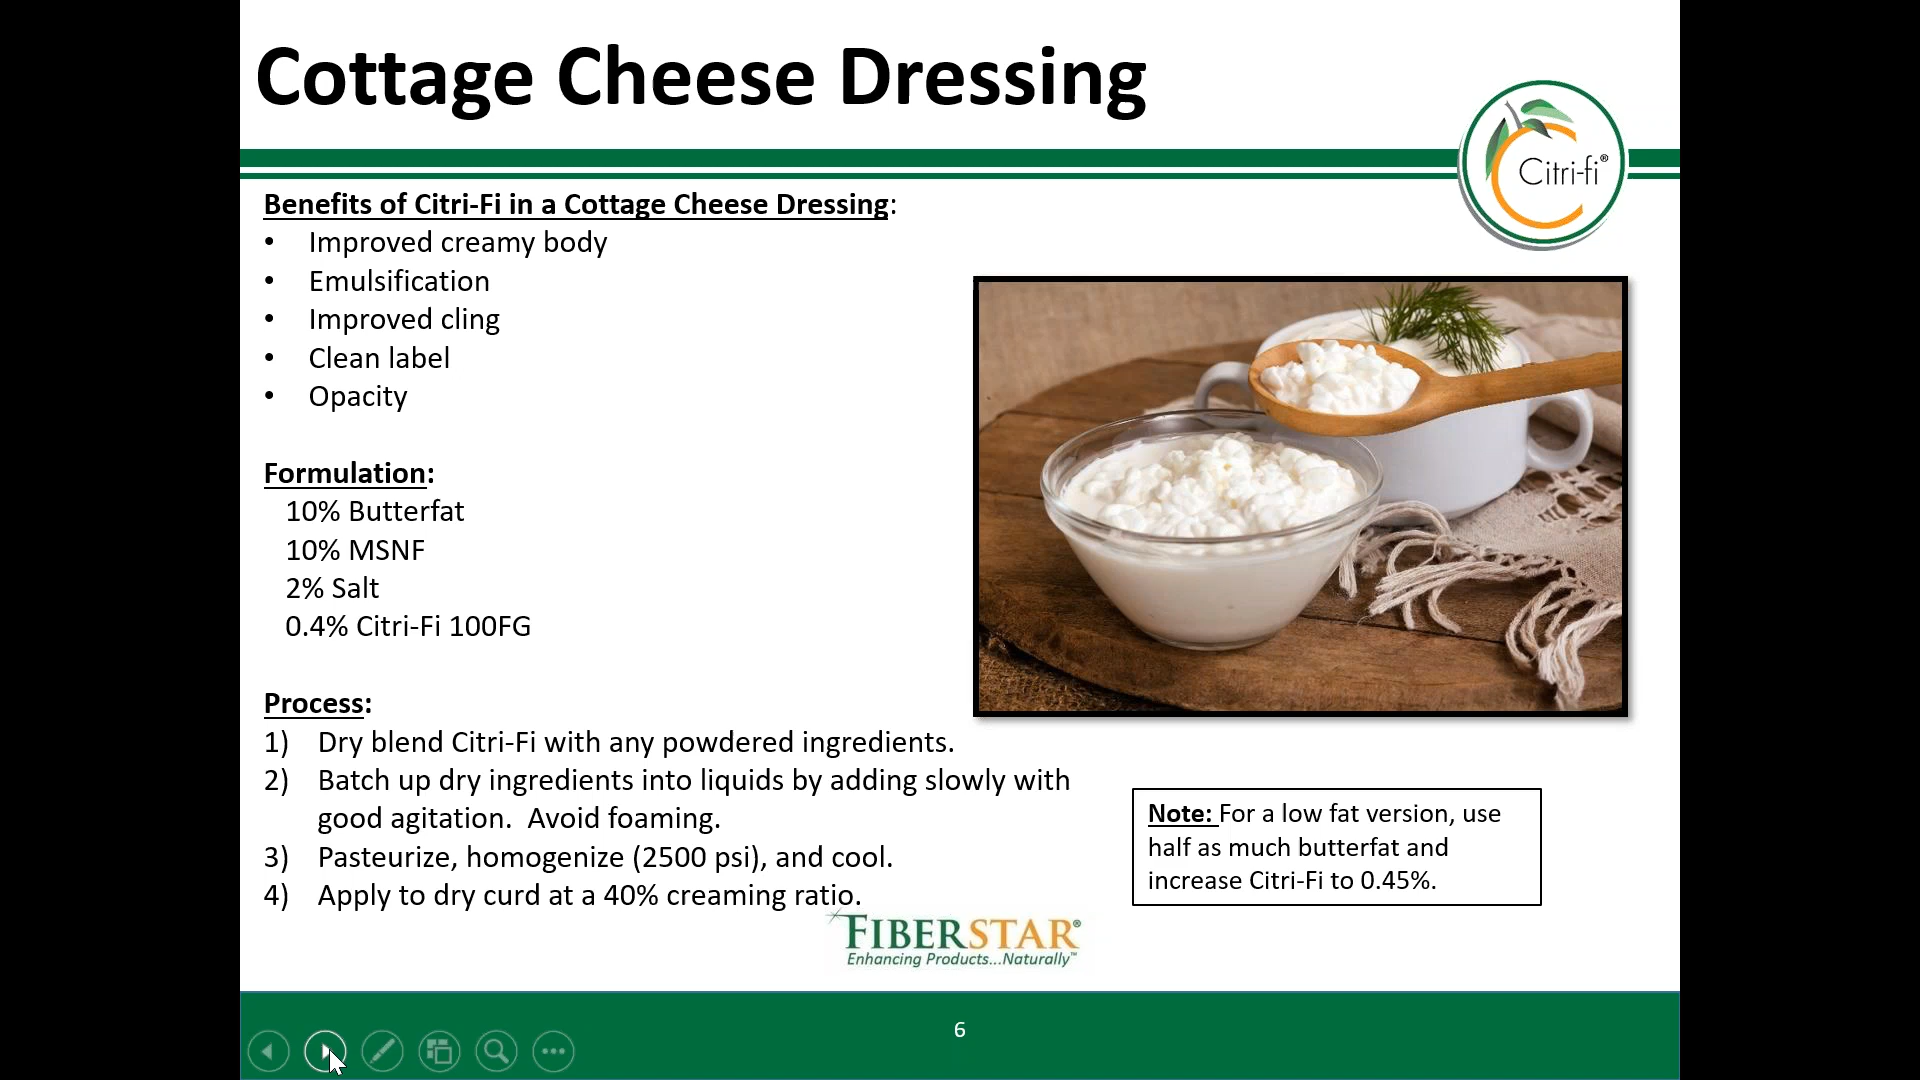 Cottage Cheese Dressing
Citri-fi®
Benefits of Citri-Fi in a Cottage Cheese Dressing:
• Improved creamy body
• Emulsification
• Improved cling
• Clean label
• Opacity
Formulation:
10% Butterfat
10% MSNF
2% Salt
0.4% Citri-Fi 100FG
Process:
1) Dry blend Citri-Fi with any powdered ingredients.
2) Batch up dry ingredients into liquids by adding slowly with
good agitation.  Avoid foaming.
3) Pasteurize, homogenize (2500 psi), and cool.
4) Apply to dry curd at a 40% creaming ratio.
Note: For a low fat version, use
half as much butterfat and
increase Citri-Fi to 0.45%.
FIBERSTAR®
Enhancing Products...Naturally™
6